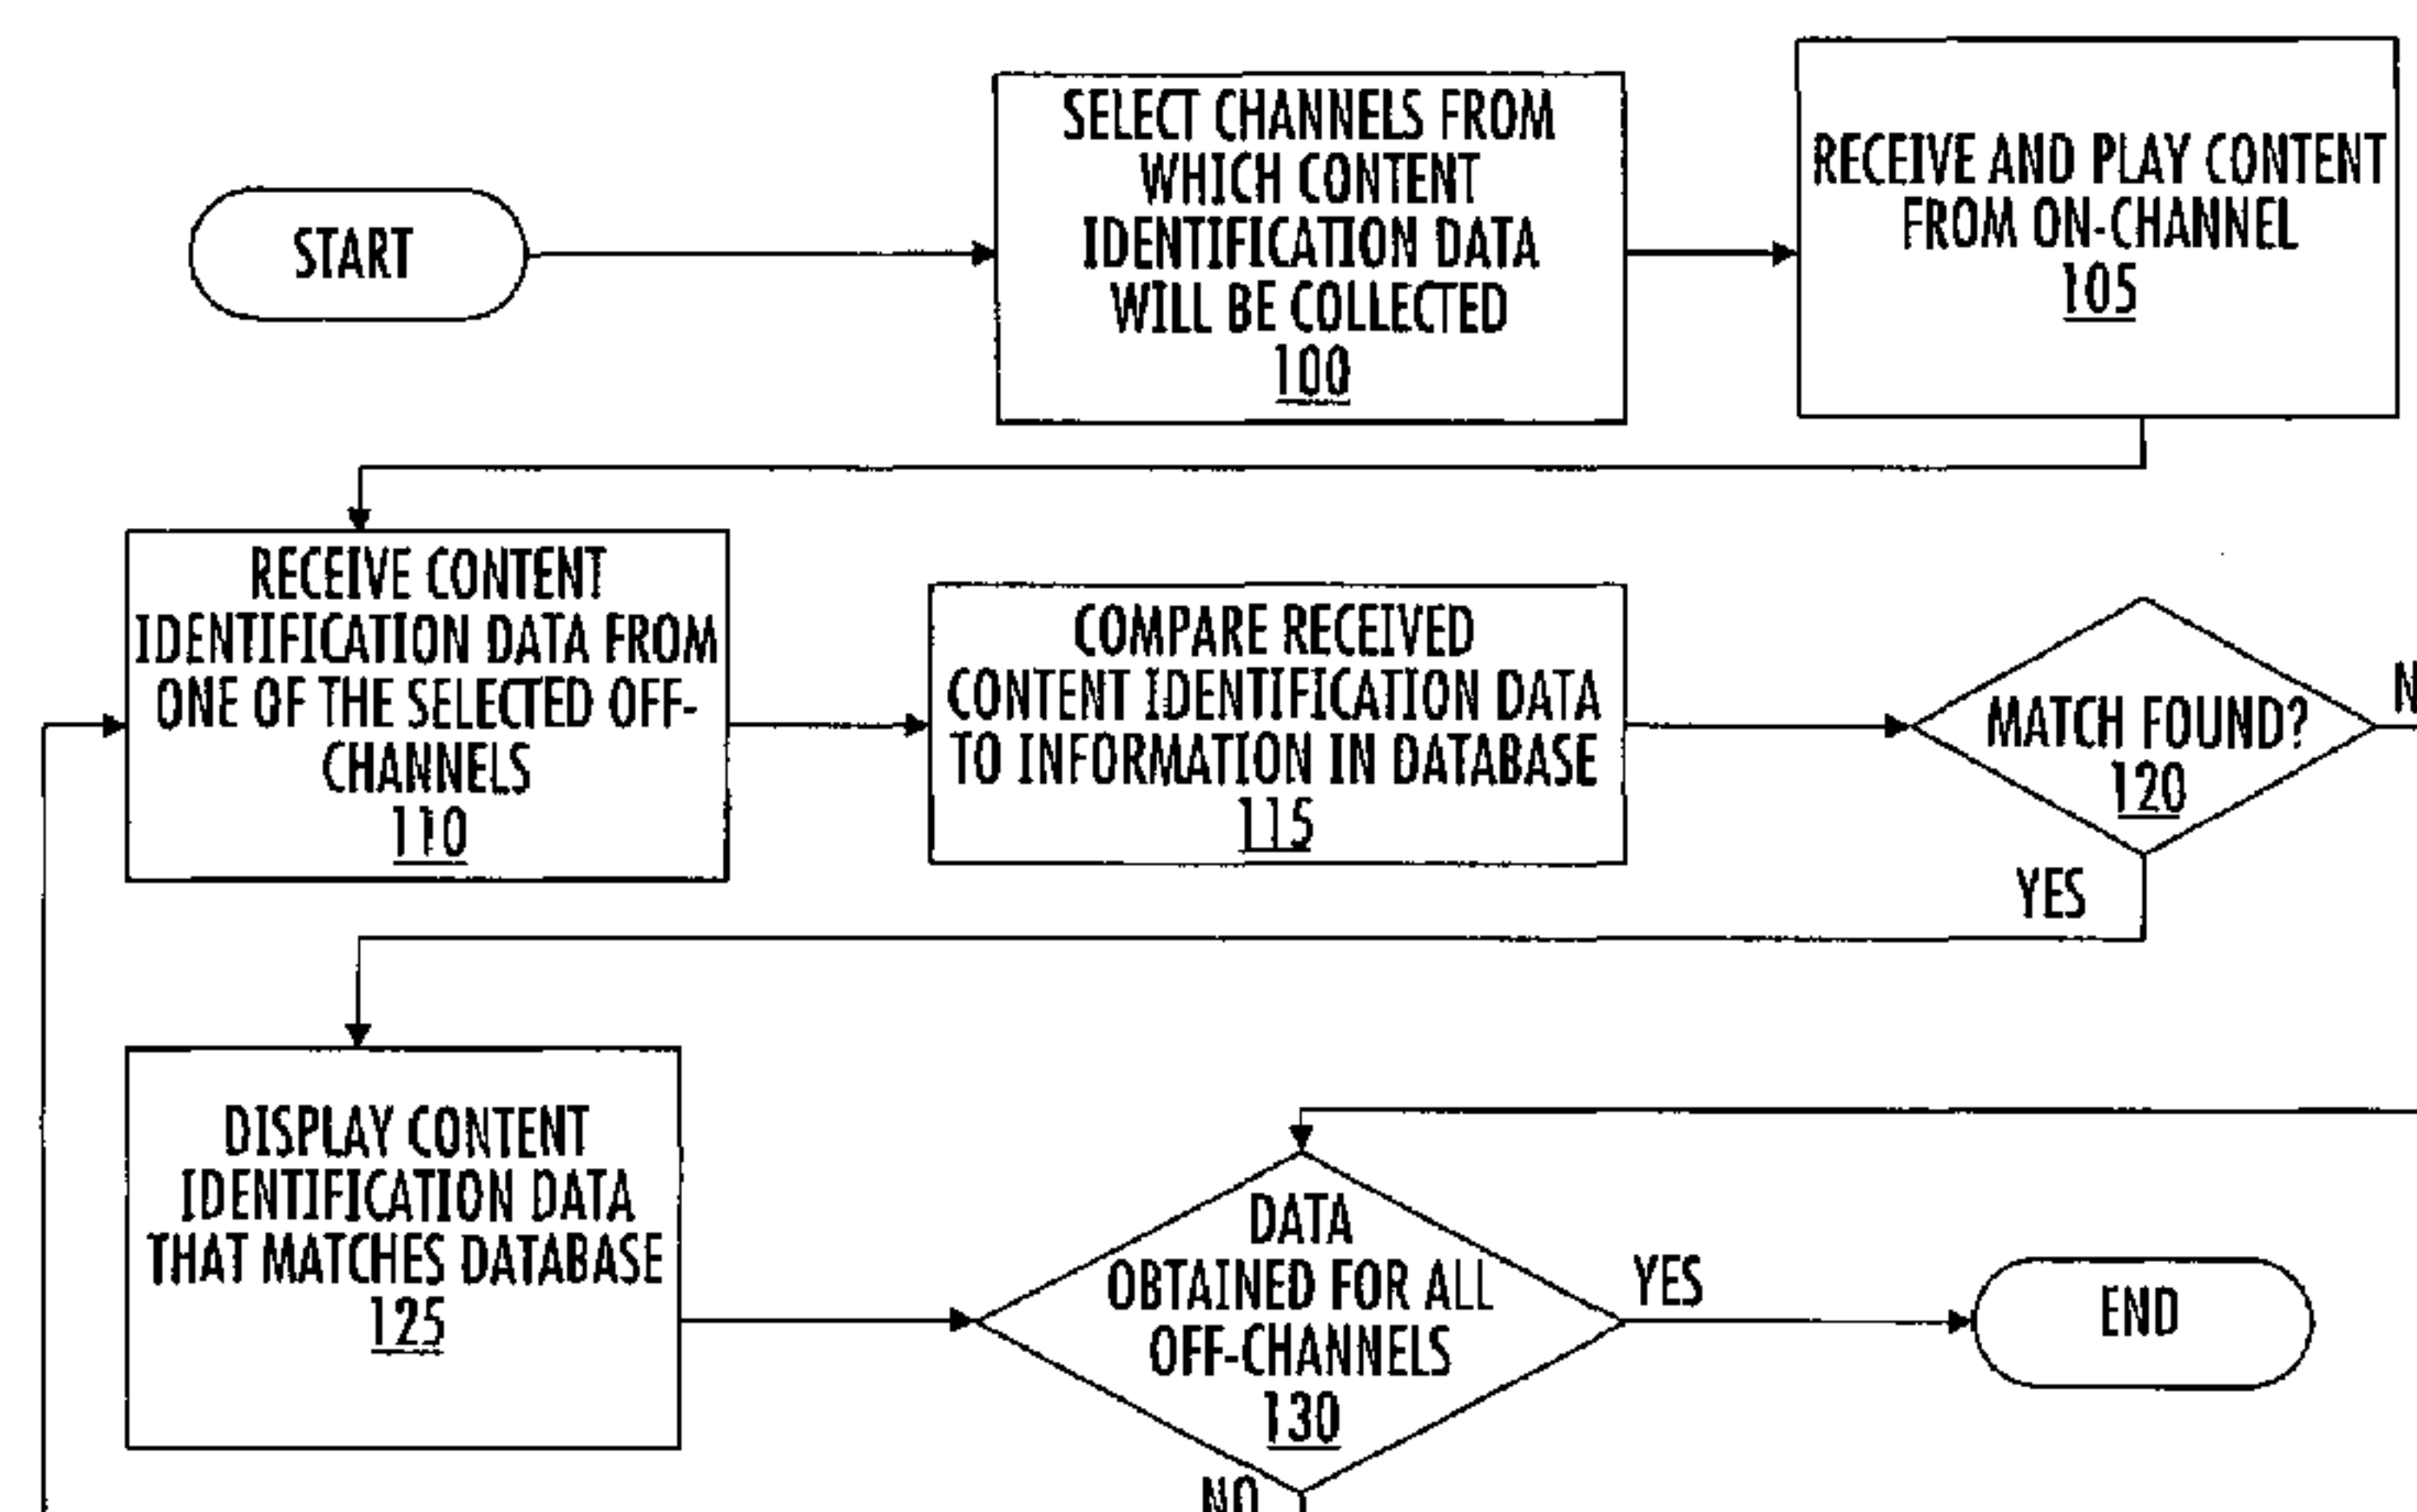 START
SELECT CHANNELS FROM
WHICH CONTENT
IDENTIFICATION DATA
WILL BE COLLECTED
100
RECEIVE AND PLAY CONTENT
FROM ON-CHANNEL
105
RECEIVE CONTENT
IDENTIFICATION DATA FROM
ONE OF THE SELECTED OFF-
CHANNELS
110
COMPARE RECEIVED
CONTENT IDENTIFICATION DATA
TO INFORMATION IN DATABASE
115
MATCH FOUND?
120
YES
DISPLAY CONTENT
IDENTIFICATION DATA
THAT MATCHES DATABASE
125
DATA
OBTAINED FOR ALL
OFF-CHANNELS
130
YES
END
NO